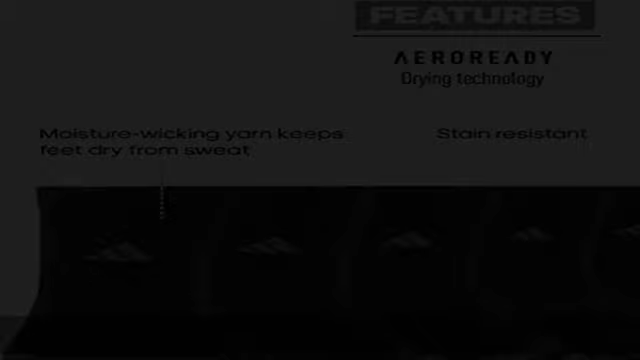 FEATURES
AEROREADY
Drying technology
Moisture-wicking yarn keeps
feet dry from sweat
Stain resistant